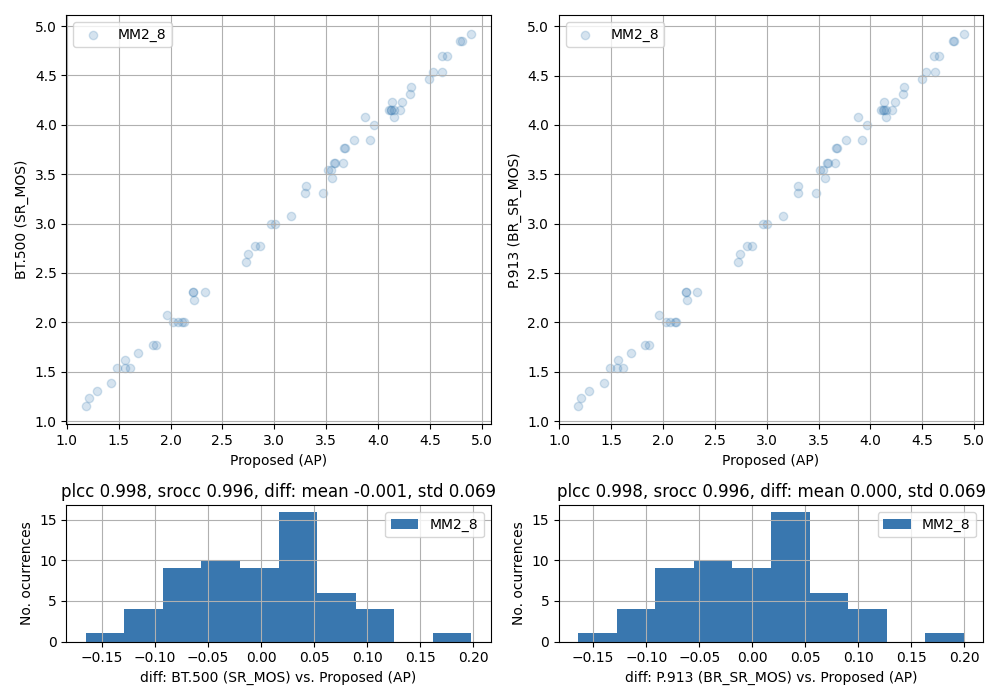 MM2_8
MM2_8
BT.500 (SR_MOS)
5.0
4.5
4.0
3.5
3.0
2.5
2.0
1.5
1.0
1.0 1.5 2.0 2.5 3.0 3.5 4.0 4.5 5.0
Proposed (AP)
P.913 (BR_SR_MOS)
5.0
4.5
4.0
3.5
3.0
2.5
2.0
1.5
1.0
1.0 1.5 2.0 2.5 3.0 3.5 4.0 4.5 5.0
Proposed (AP)
plcc 0.998, srocc 0.996, diff: mean -0.001, std 0.069
MM2_8
No. ocurrences
15
10
5
0
−0.15 −0.10 −0.05 0.00 0.05 0.10 0.15 0.20
diff: BT.500 (SR_MOS) vs. Proposed (AP)
plcc 0.998, srocc 0.996, diff: mean 0.000, std 0.069
MM2_8
No. ocurrences
15
10
5
0
−0.15 −0.10 −0.05 0.00 0.05 0.10 0.15 0.20
diff: P.913 (BR_SR_MOS) vs. Proposed (AP)